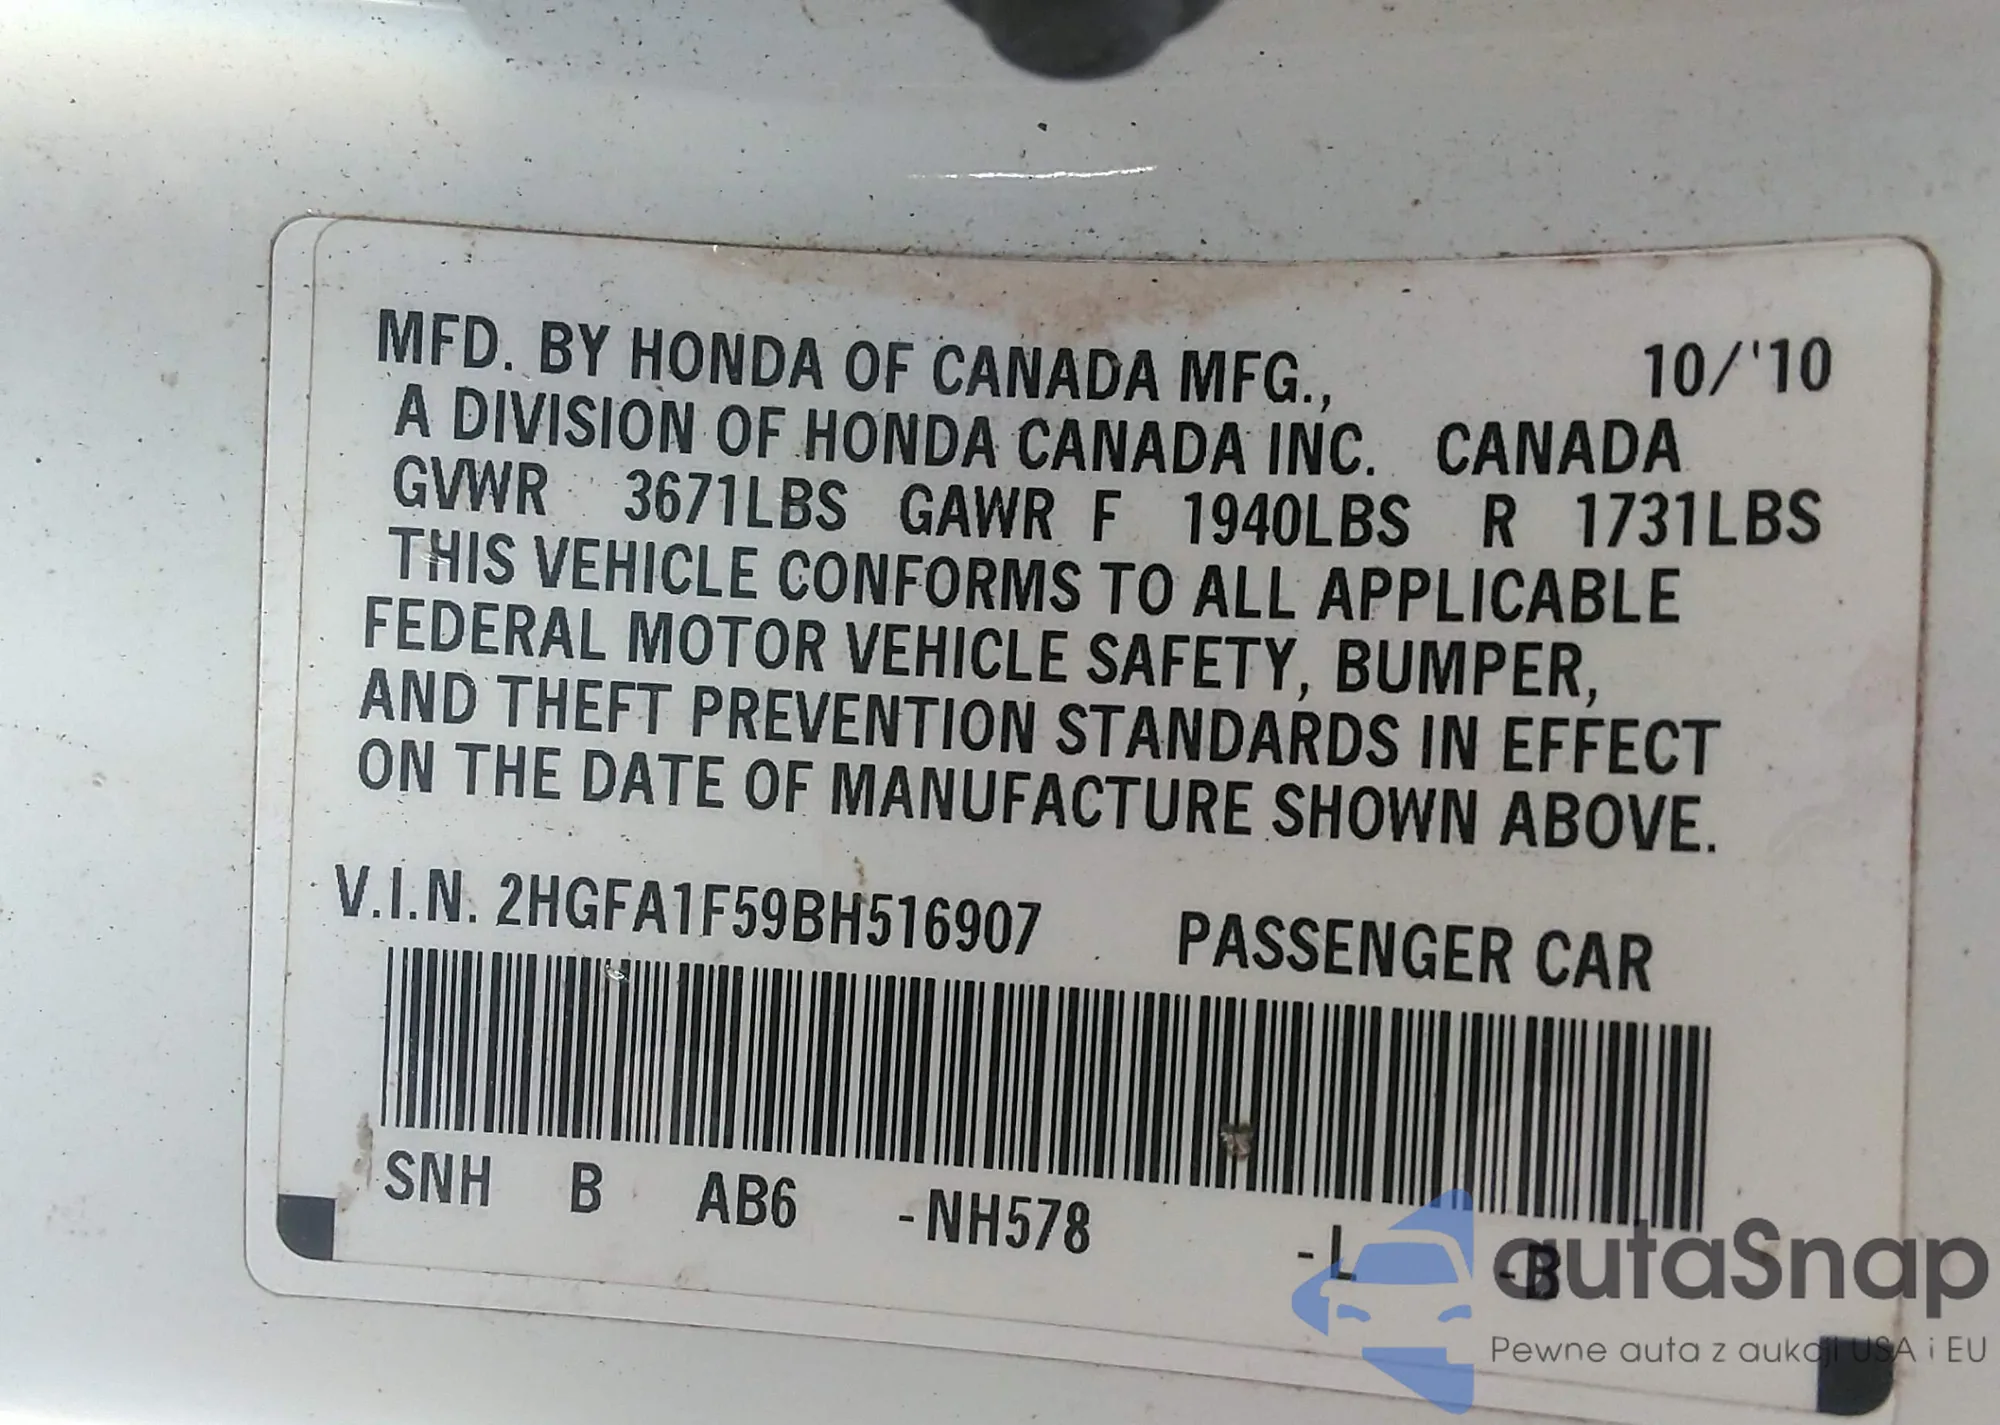 MFD. BY HONDA OF CANADA MFG., 10/'10
A DIVISION OF HONDA CANADA INC. CANADA
GVWR 3671LBS GAWR F 1940LBS R 1731LBS
THIS VEHICLE CONFORMS TO ALL APPLICABLE
FEDERAL MOTOR VEHICLE SAFETY, BUMPER,
AND THEFT PREVENTION STANDARDS IN EFFECT
ON THE DATE OF MANUFACTURE SHOWN ABOVE.
V.I.N. 2HGFA1F59BH516907 PASSENGER CAR
SNH B AB6 -NH578 -L -B
autaSnap
Pewne auta z aukcji USA i EU